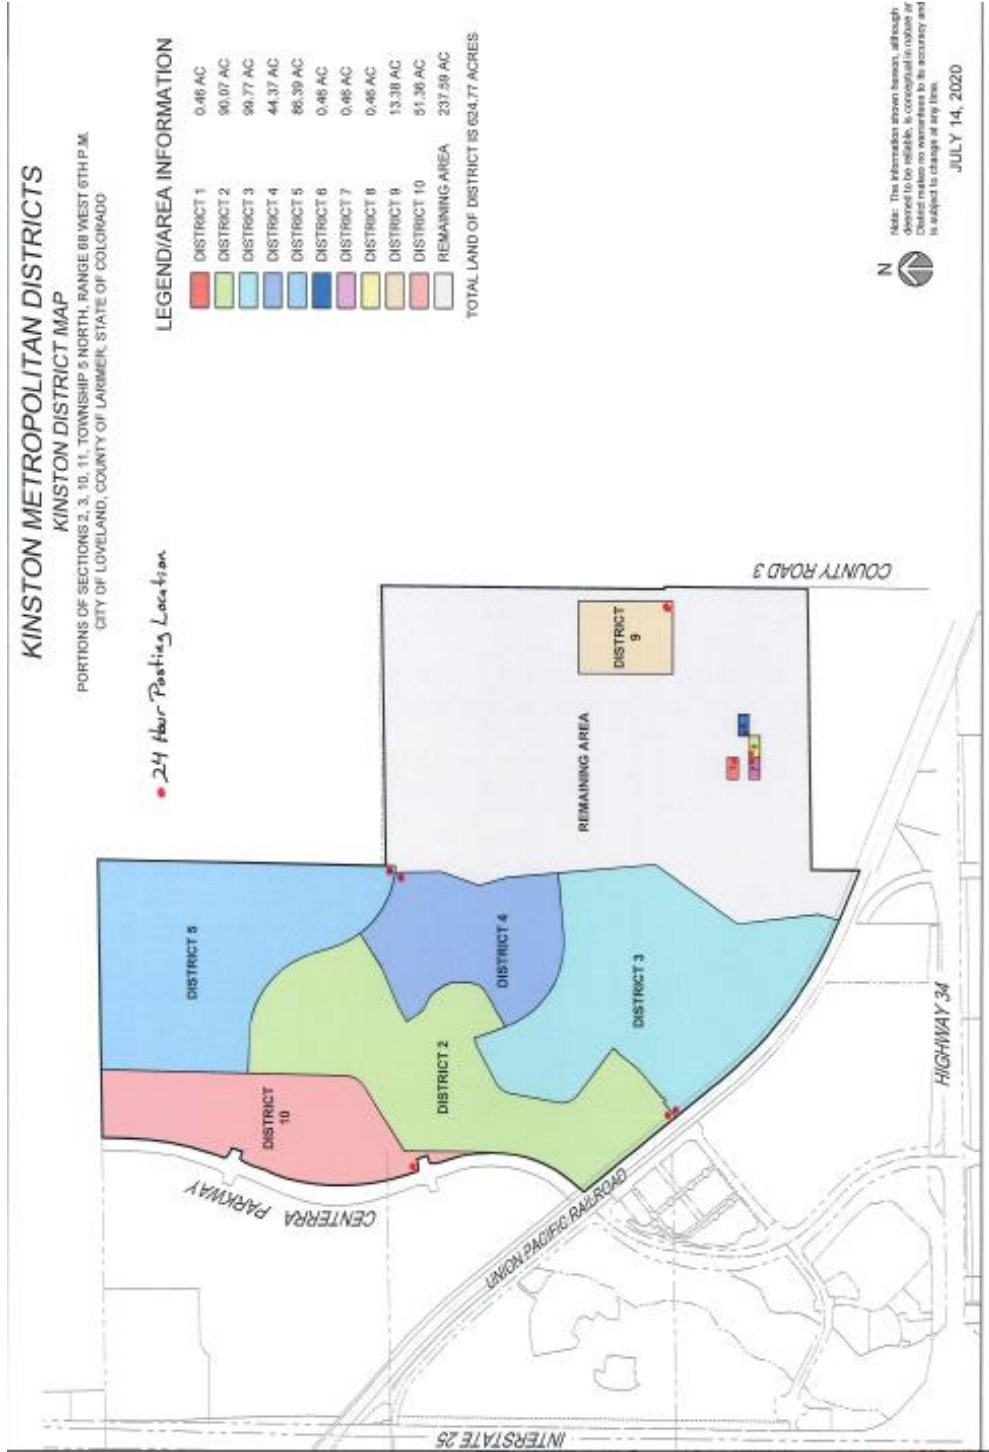 KINSTON METROPOLITAN DISTRICTS
KINSTON DISTRICT MAP
PORTIONS OF SECTIONS 2, 3, 10, 11, TOWNSHIP 5 NORTH, RANGE 68 WEST 6TH P.M.
CITY OF LOVELAND, COUNTY OF LARIMER, STATE OF COLORADO
24 Hour Posting Location
LEGEND/AREA INFORMATION
DISTRICT 1 0.46 AC
DISTRICT 2 90.07 AC
DISTRICT 3 99.77 AC
DISTRICT 4 44.37 AC
DISTRICT 5 86.39 AC
DISTRICT 6 0.46 AC
DISTRICT 7 0.46 AC
DISTRICT 8 0.46 AC
DISTRICT 9 13.38 AC
DISTRICT 10 51.36 AC
REMAINING AREA 237.59 AC
TOTAL LAND OF DISTRICT IS 624.77 ACRES
DISTRICT 5
DISTRICT
10
DISTRICT 2
DISTRICT 4
DISTRICT 3
REMAINING AREA
DISTRICT
9
CENTERRA PARKWAY
UNION PACIFIC RAILROAD
INTERSTATE 25
HIGHWAY 34
COUNTY ROAD 3
N
Note: The information shown hereon, although
deemed to be reliable, is conceptual in nature
District makes no warranties to its accuracy and
is subject to change at any time.
JULY 14, 2020